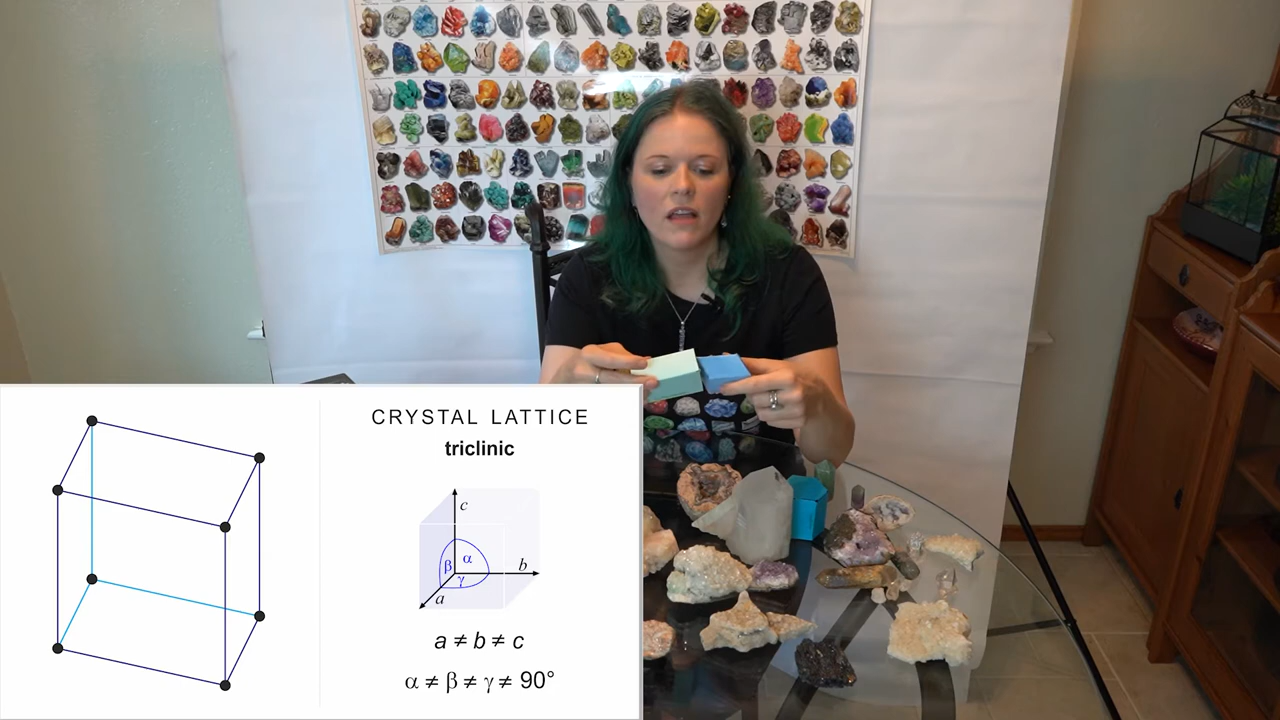 CRYSTAL LATTICE
triclinic
c
β α
γ b
a
a ≠ b ≠ c
α ≠ β ≠ γ ≠ 90°